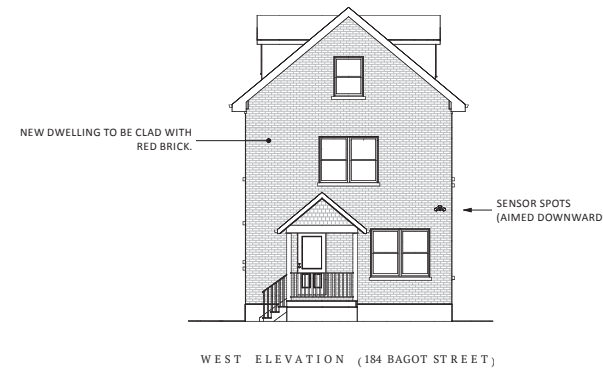 NEW DWELLING TO BE CLAD WITH
RED BRICK.
SENSOR SPOTS
(AIMED DOWNWARD
WEST ELEVATION (184 BAGOT STREET)